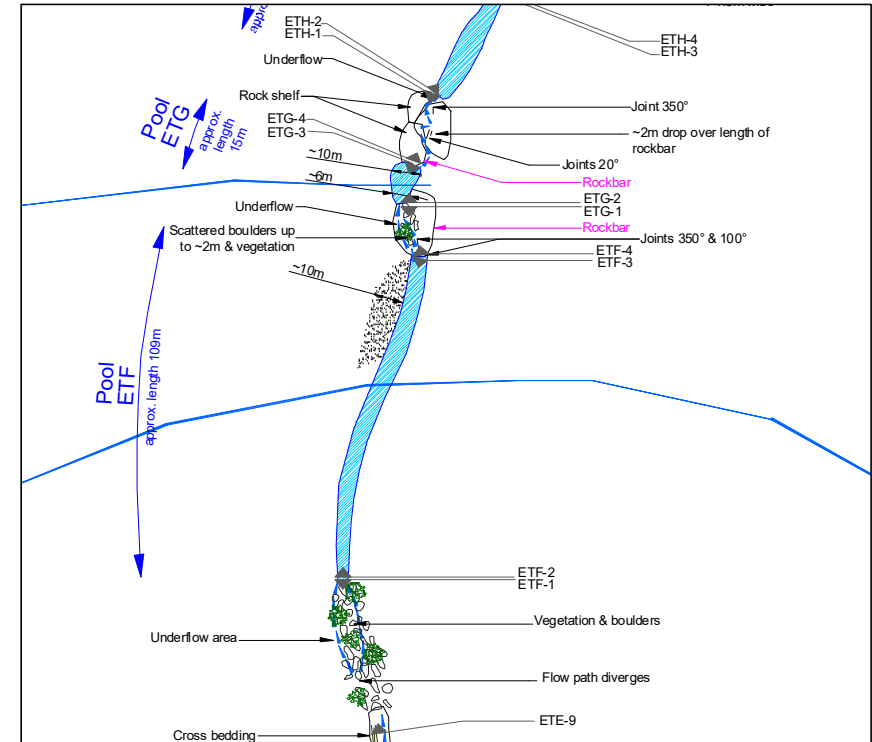 appro
ETH-2
ETH-1
ETH-4
ETH-3
Underflow
Rock shelf
Joint 350°
Pool
ETG
approx.
length
15m
ETG-4
ETG-3
~2m drop over length of
rockbar
~10m
Joints 20°
~6m
Rockbar
ETG-2
ETG-1
Underflow
Rockbar
Scattered boulders up
to ~2m & vegetation
Joints 350° & 100°
ETF-4
ETF-3
~10m
Pool
ETF
approx. length 109m
ETF-2
ETF-1
Vegetation & boulders
Underflow area
Flow path diverges
ETE-9
Cross bedding